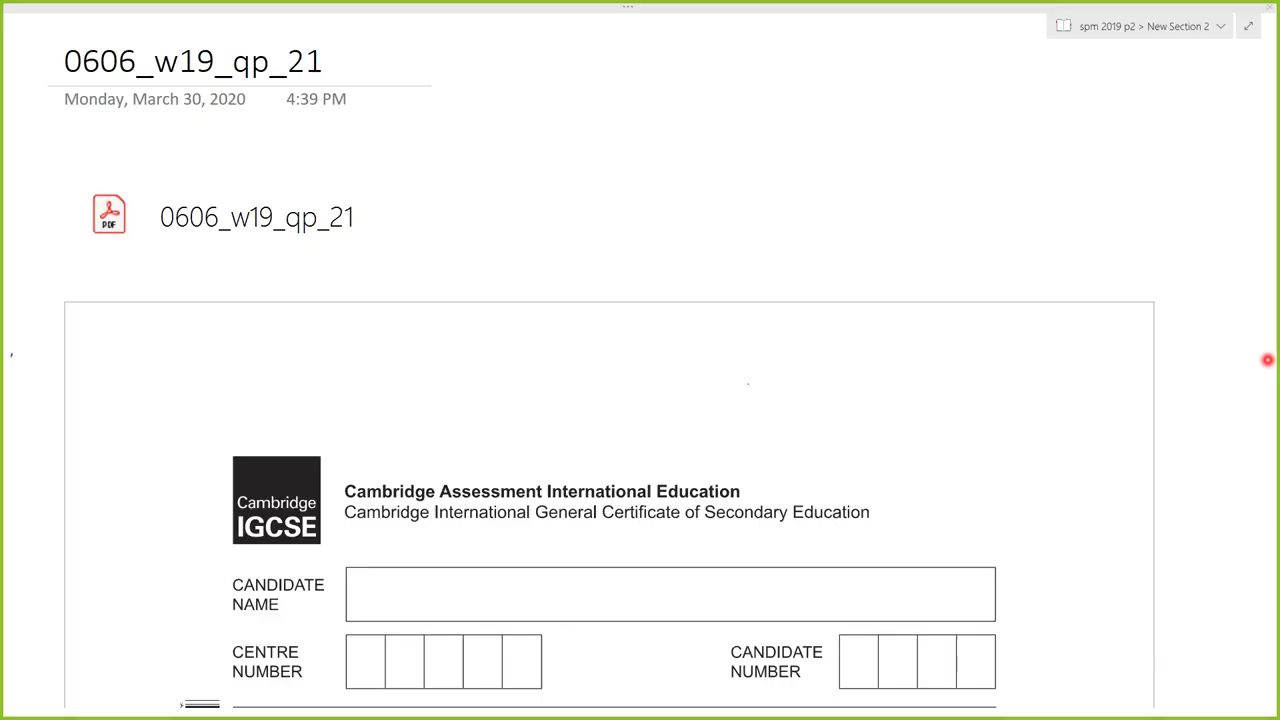 spm 2019 p2 > New Section 2
0606_w19_qp_21
Monday, March 30, 2020 4:39 PM
PDF
0606_w19_qp_21
Cambridge
IGCSE
Cambridge Assessment International Education
Cambridge International General Certificate of Secondary Education
CANDIDATE
NAME
CENTRE
NUMBER
CANDIDATE
NUMBER